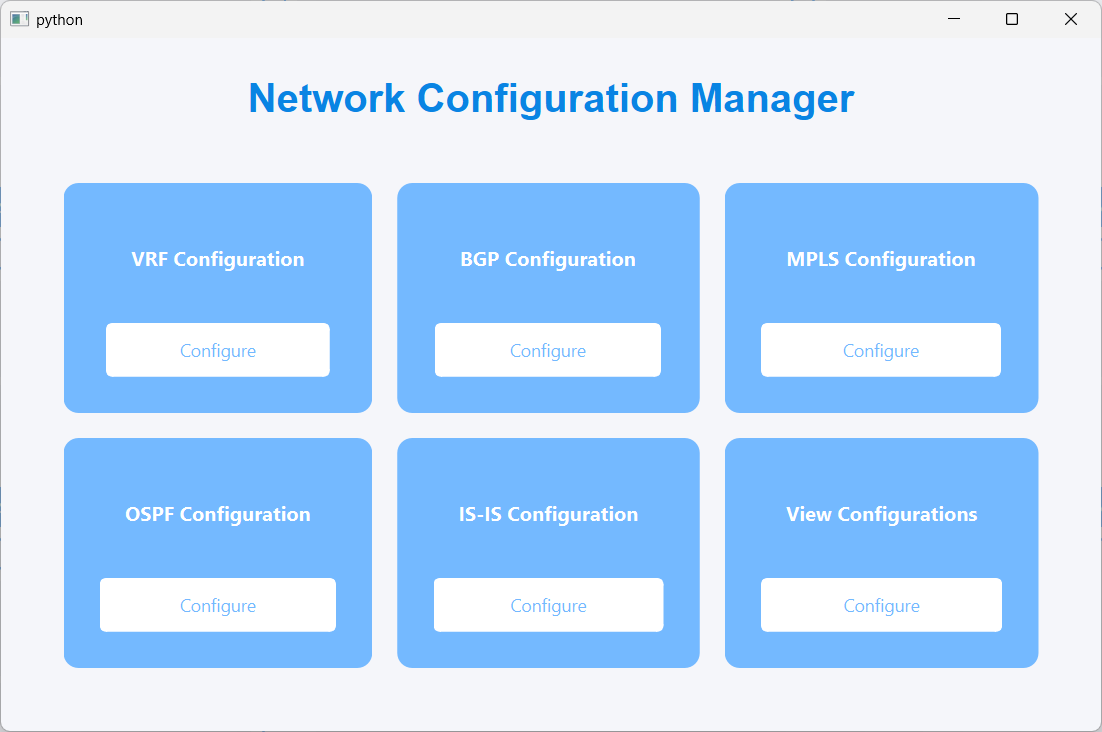 python
Network Configuration Manager
VRF Configuration
BGP Configuration
MPLS Configuration
Configure
Configure
Configure
OSPF Configuration
IS-IS Configuration
View Configurations
Configure
Configure
Configure